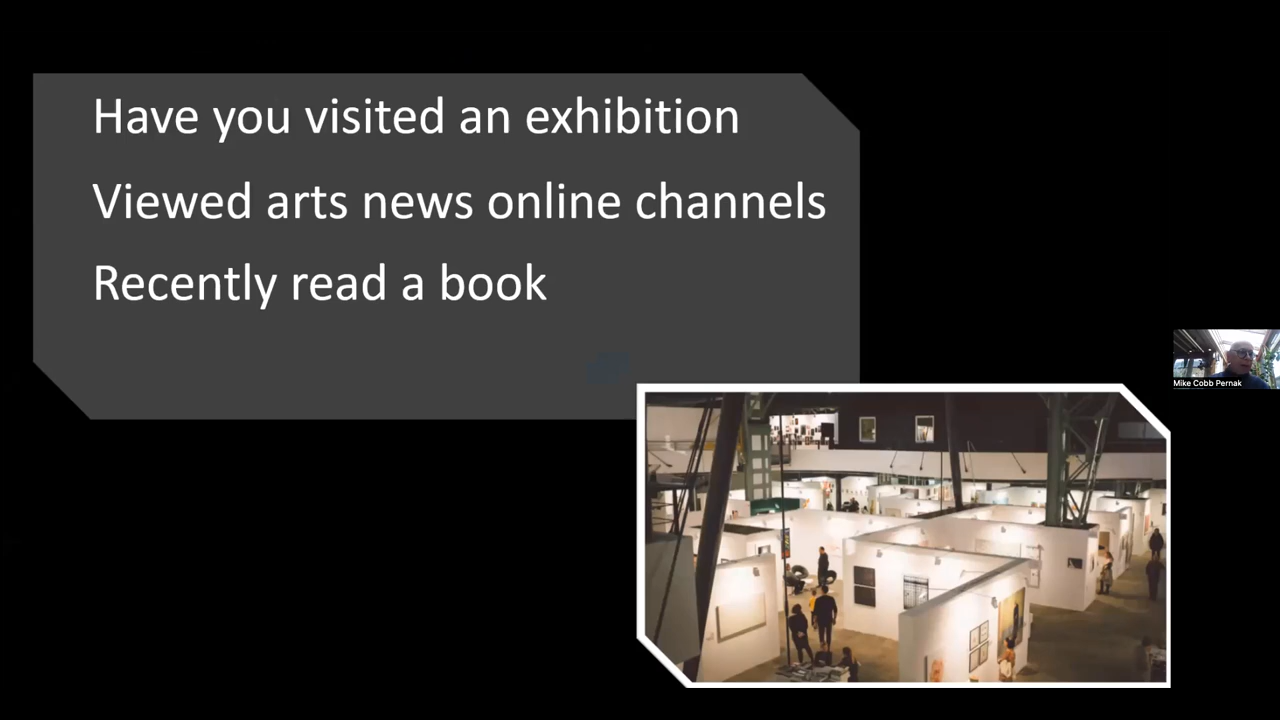 Have you visited an exhibition
Viewed arts news online channels
Recently read a book
Mike Cobb Pernak